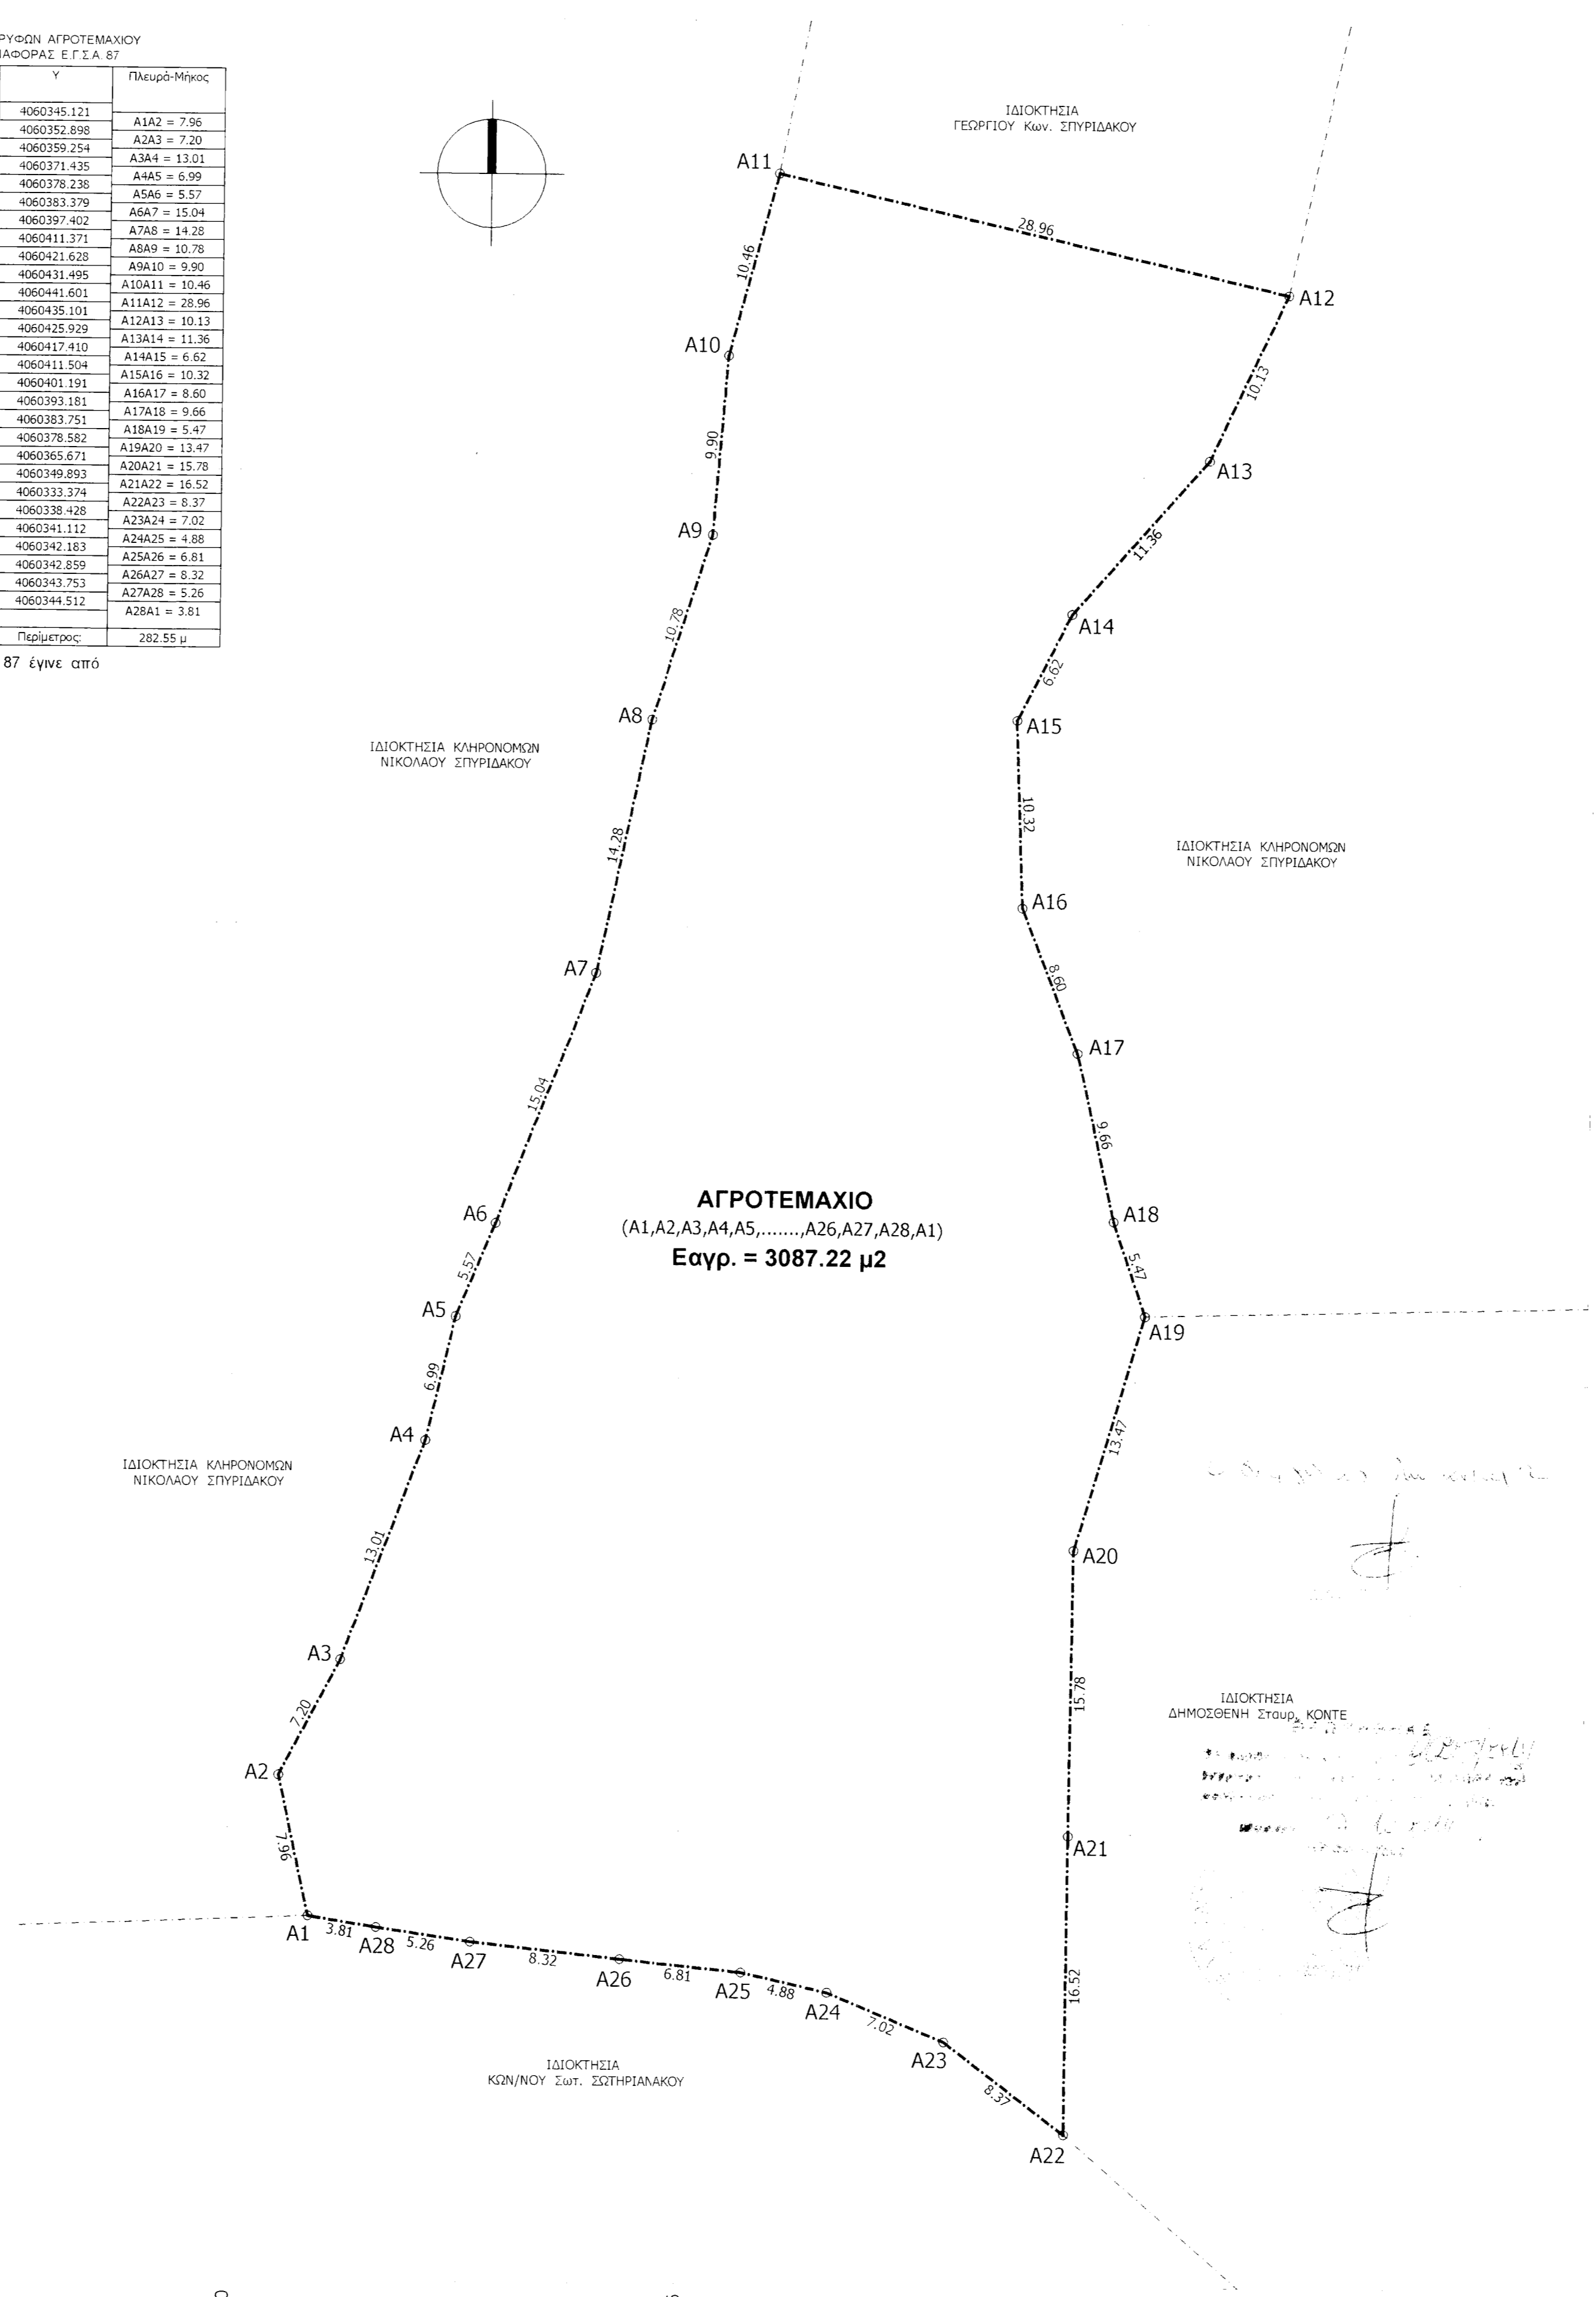 ΡΥΦΩΝ ΑΓΡΟΤΕΜΑΧΙΟΥ
ΙΑΦΟΡΑΣ Ε.Γ.Σ.Α. 87
Υ Πλευρά-Μήκος
4060345.121
A1A2 = 7.96
4060352.898
A2A3 = 7.20
4060359.254
A3A4 = 13.01
4060371.435
A4A5 = 6.99
4060378.238
A5A6 = 5.57
4060383.379
A6A7 = 15.04
4060397.402
A7A8 = 14.28
4060411.371
A8A9 = 10.78
4060421.628
A9A10 = 9.90
4060431.495
A10A11 = 10.46
4060441.601
A11A12 = 28.96
4060435.101
A12A13 = 10.13
4060425.929
A13A14 = 11.36
4060417.410
A14A15 = 6.62
4060411.504
A15A16 = 10.32
4060401.191
A16A17 = 8.60
4060393.181
A17A18 = 9.66
4060383.751
A18A19 = 5.47
4060378.582
A19A20 = 13.47
4060365.671
A20A21 = 15.78
4060349.893
A21A22 = 16.52
4060333.374
A22A23 = 8.37
4060338.428
A23A24 = 7.02
4060341.112
A24A25 = 4.88
4060342.183
A25A26 = 6.81
4060342.859
A26A27 = 8.32
4060343.753
A27A28 = 5.26
4060344.512
A28A1 = 3.81
Περίμετρος: 282.55 μ
87 έγινε από
ΙΔΙΟΚΤΗΣΙΑ
ΓΕΩΡΓΙΟΥ Κων. ΣΠΥΡΙΔΑΚΟΥ
A11
28.96
10.46
A12
A10
10.13
9.90
A13
A9
11.36
A14
10.78
6.62
A8
A15
ΙΔΙΟΚΤΗΣΙΑ ΚΛΗΡΟΝΟΜΩΝ
ΝΙΚΟΛΑΟΥ ΣΠΥΡΙΔΑΚΟΥ
10.32
14.28
ΙΔΙΟΚΤΗΣΙΑ ΚΛΗΡΟΝΟΜΩΝ
ΝΙΚΟΛΑΟΥ ΣΠΥΡΙΔΑΚΟΥ
A16
A7
8.60
A17
15.04
9.66
ΑΓΡΟΤΕΜΑΧΙΟ
(A1,A2,A3,A4,A5,.......,A26,A27,A28,A1)
Εαγρ. = 3087.22 μ2
A6
A18
5.57
5.47
A5
A19
6.99
A4
13.47
ΙΔΙΟΚΤΗΣΙΑ ΚΛΗΡΟΝΟΜΩΝ
ΝΙΚΟΛΑΟΥ ΣΠΥΡΙΔΑΚΟΥ
13.01
A20
A3
15.78
7.20
ΙΔΙΟΚΤΗΣΙΑ
ΔΗΜΟΣΘΕΝΗ Σταυρ. ΚΟΝΤΕ
A2
7.96
A21
A1
3.81
A28
5.26
A27
8.32
A26
6.81
A25
4.88
A24
16.52
7.02
A23
ΙΔΙΟΚΤΗΣΙΑ
ΚΩΝ/ΝΟΥ Σωτ. ΣΩΤΗΡΙΑΛΑΚΟΥ
8.37
A22